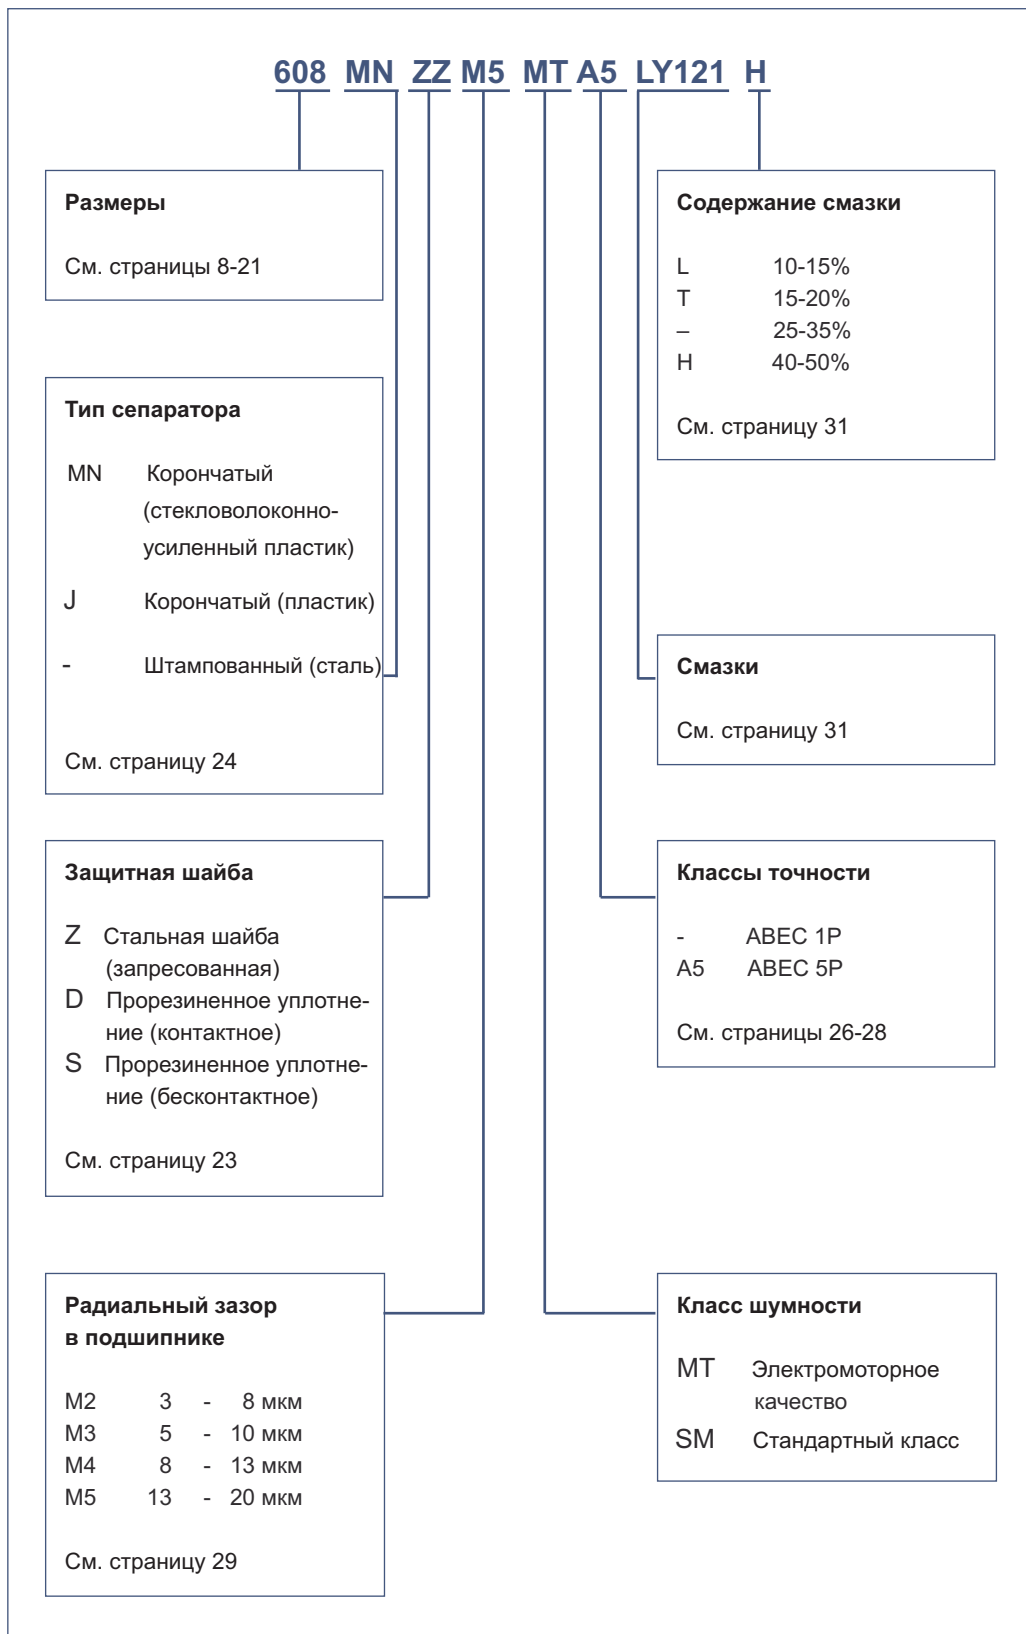 608 MN ZZ M5 MT A5 LY121 H
Размеры
См. страницы 8-21
Тип сепаратора
MN Корончатый
(стекловолоконно-
усиленный пластик)
J Корончатый (пластик)
- Штампованный (сталь)
См. страницу 24
Защитная шайба
Z Стальная шайба
(запресованная)
D Прорезиненное уплотне-
ние (контактное)
S Прорезиненное уплотне-
ние (бесконтактное)
См. страницу 23
Радиальный зазор
в подшипнике
M2 3 - 8 мкм
M3 5 - 10 мкм
M4 8 - 13 мкм
M5 13 - 20 мкм
См. страницу 29
Содержание смазки
L 10-15%
T 15-20%
– 25-35%
H 40-50%
См. страницу 31
Смазки
См. страницу 31
Классы точности
- ABEC 1P
A5 ABEC 5P
См. страницы 26-28
Класс шумности
MT Электромоторное
качество
SM Стандартный класс